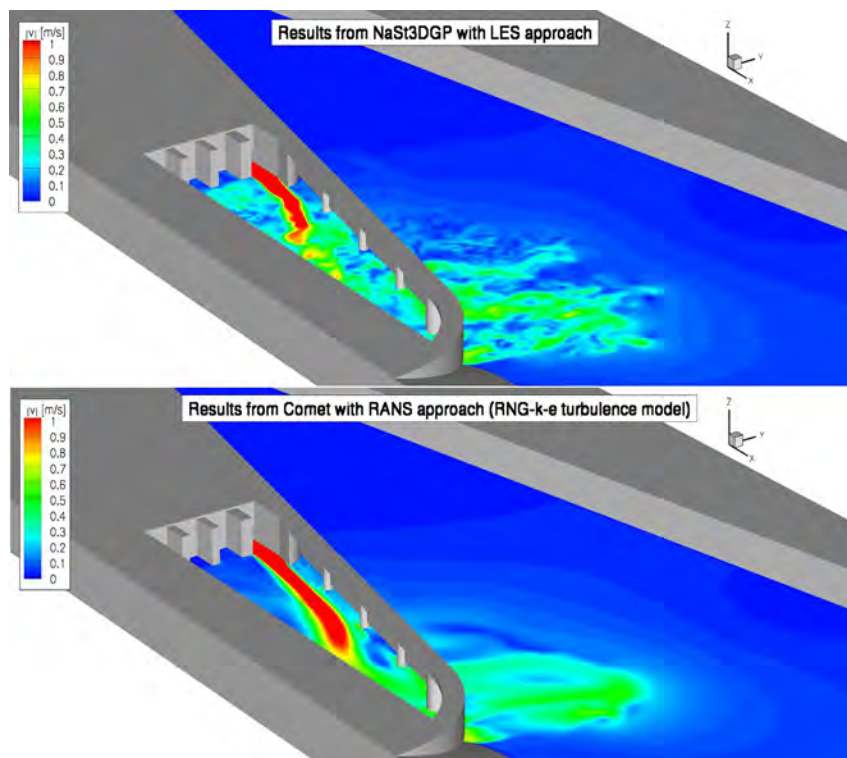 Results from NaSt3DGP with LES approach
|V| [m/s]
1
0.9
0.8
0.7
0.6
0.5
0.4
0.3
0.2
0.1
0
Z
Y
X
Results from Comet with RANS approach (RNG-k-e turbulence model)
|V| [m/s]
1
0.9
0.8
0.7
0.6
0.5
0.4
0.3
0.2
0.1
0
Z
Y
X